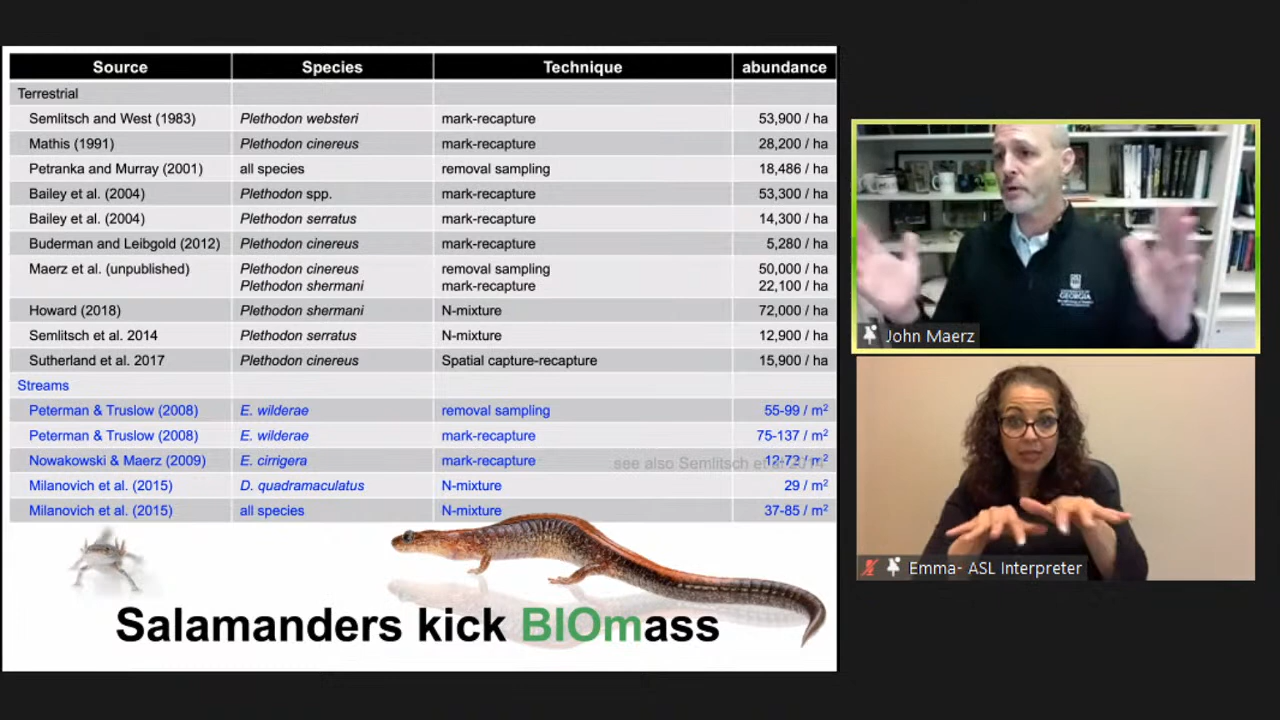 Source Species Technique abundance
Terrestrial
Semlitsch and West (1983) Plethodon websteri mark-recapture 53,900 / ha
Mathis (1991) Plethodon cinereus mark-recapture 28,200 / ha
Petranka and Murray (2001) all species removal sampling 18,486 / ha
Bailey et al. (2004) Plethodon spp. mark-recapture 53,300 / ha
Bailey et al. (2004) Plethodon serratus mark-recapture 14,300 / ha
Buderman and Leibgold (2012) Plethodon cinereus mark-recapture 5,280 / ha
Maerz et al. (unpublished) Plethodon cinereus removal sampling 50,000 / ha
Plethodon shermani mark-recapture 22,100 / ha
Howard (2018) Plethodon shermani N-mixture 72,000 / ha
Semlitsch et al. 2014 Plethodon serratus N-mixture 12,900 / ha
Sutherland et al. 2017 Plethodon cinereus Spatial capture-recapture 15,900 / ha
Streams
Peterman & Truslow (2008) E. wilderae removal sampling 55-99 / m²
Peterman & Truslow (2008) E. wilderae mark-recapture 75-137 / m²
Nowakowski & Maerz (2009) E. cirrigera mark-recapture 12-73 / m²
see also Semlitsch et al 2014
Milanovich et al. (2015) D. quadramaculatus N-mixture 29 / m²
Milanovich et al. (2015) all species N-mixture 37-85 / m²
Salamanders kick BIOmass
GEORGIA
John Maerz
Emma- ASL Interpreter